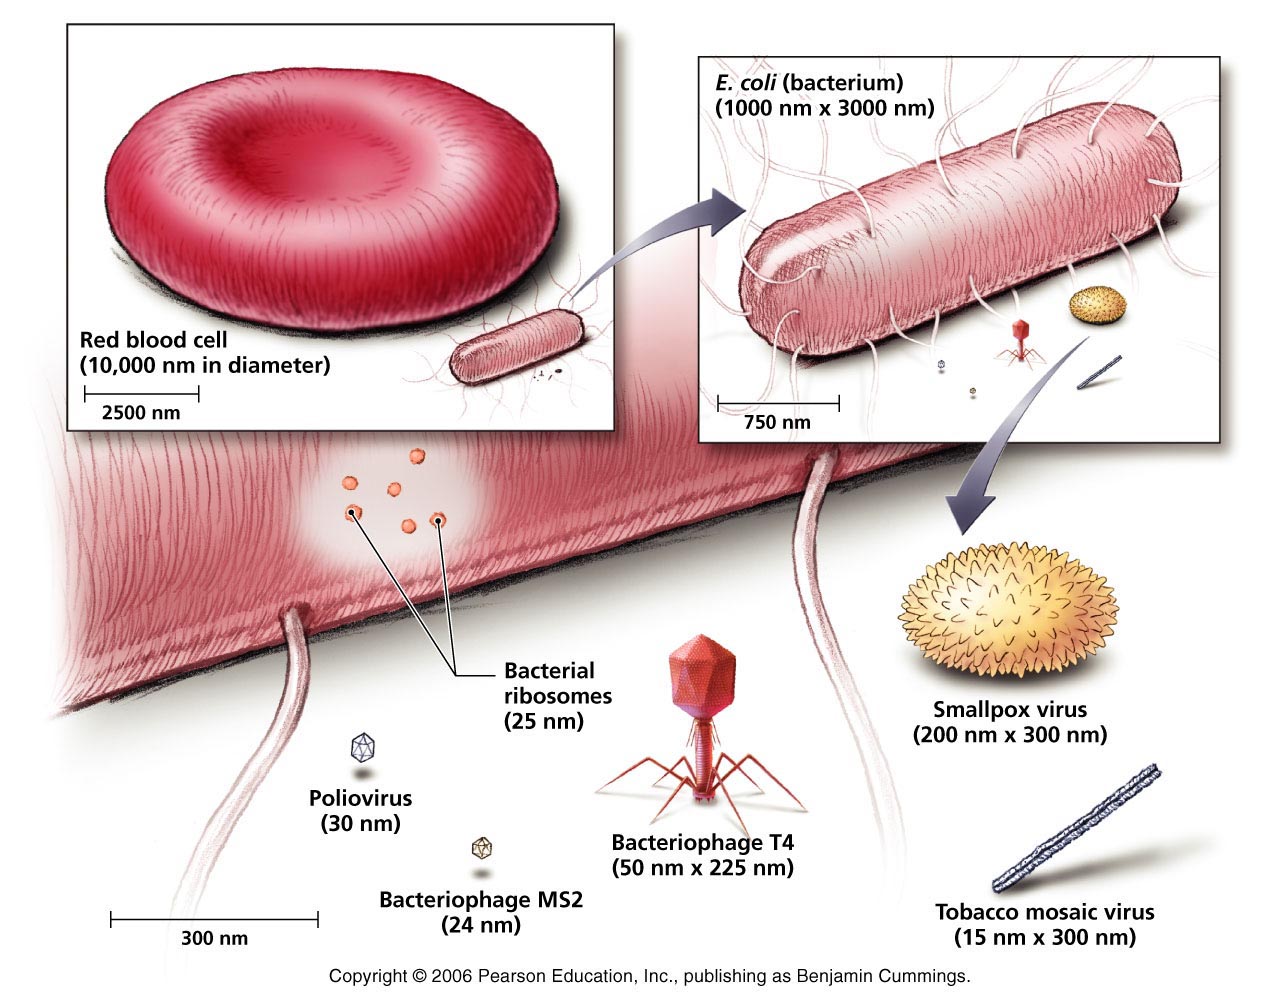 Red blood cell
(10,000 nm in diameter)
2500 nm
E. coli (bacterium)
(1000 nm x 3000 nm)
750 nm
Bacterial
ribosomes
(25 nm)
Poliovirus
(30 nm)
Bacteriophage MS2
(24 nm)
Bacteriophage T4
(50 nm x 225 nm)
Smallpox virus
(200 nm x 300 nm)
Tobacco mosaic virus
(15 nm x 300 nm)
300 nm
Copyright © 2006 Pearson Education, Inc., publishing as Benjamin Cummings.